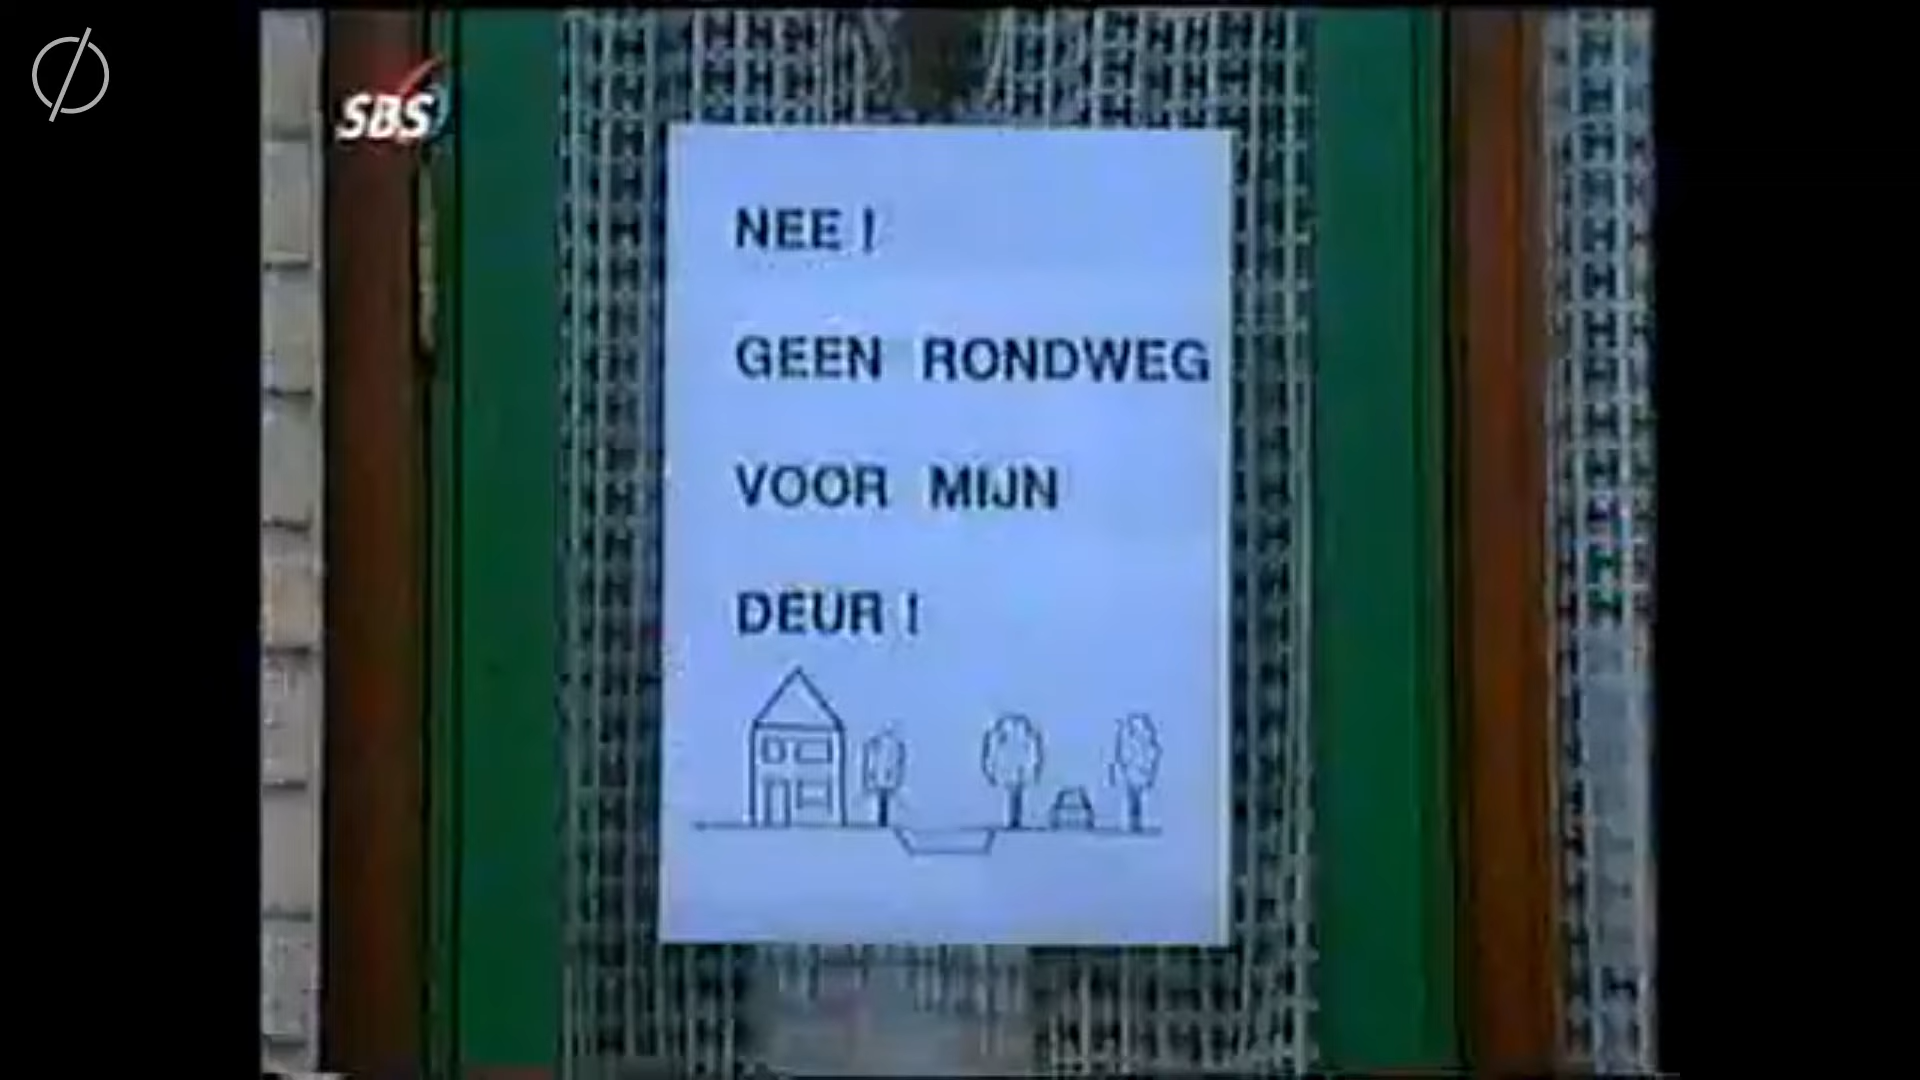 SBS
NEE !
GEEN RONDWEG
VOOR MIJN
DEUR !